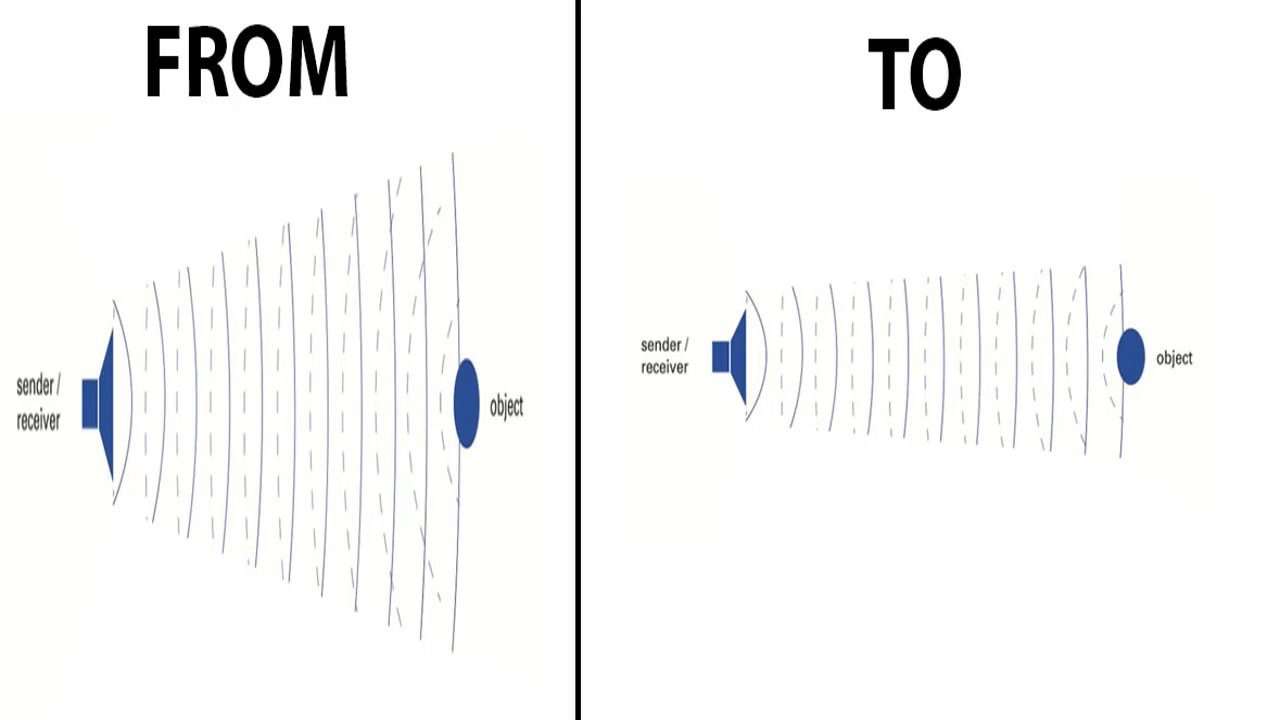 FROM
TO
sender /
receiver
object
sender /
receiver
object